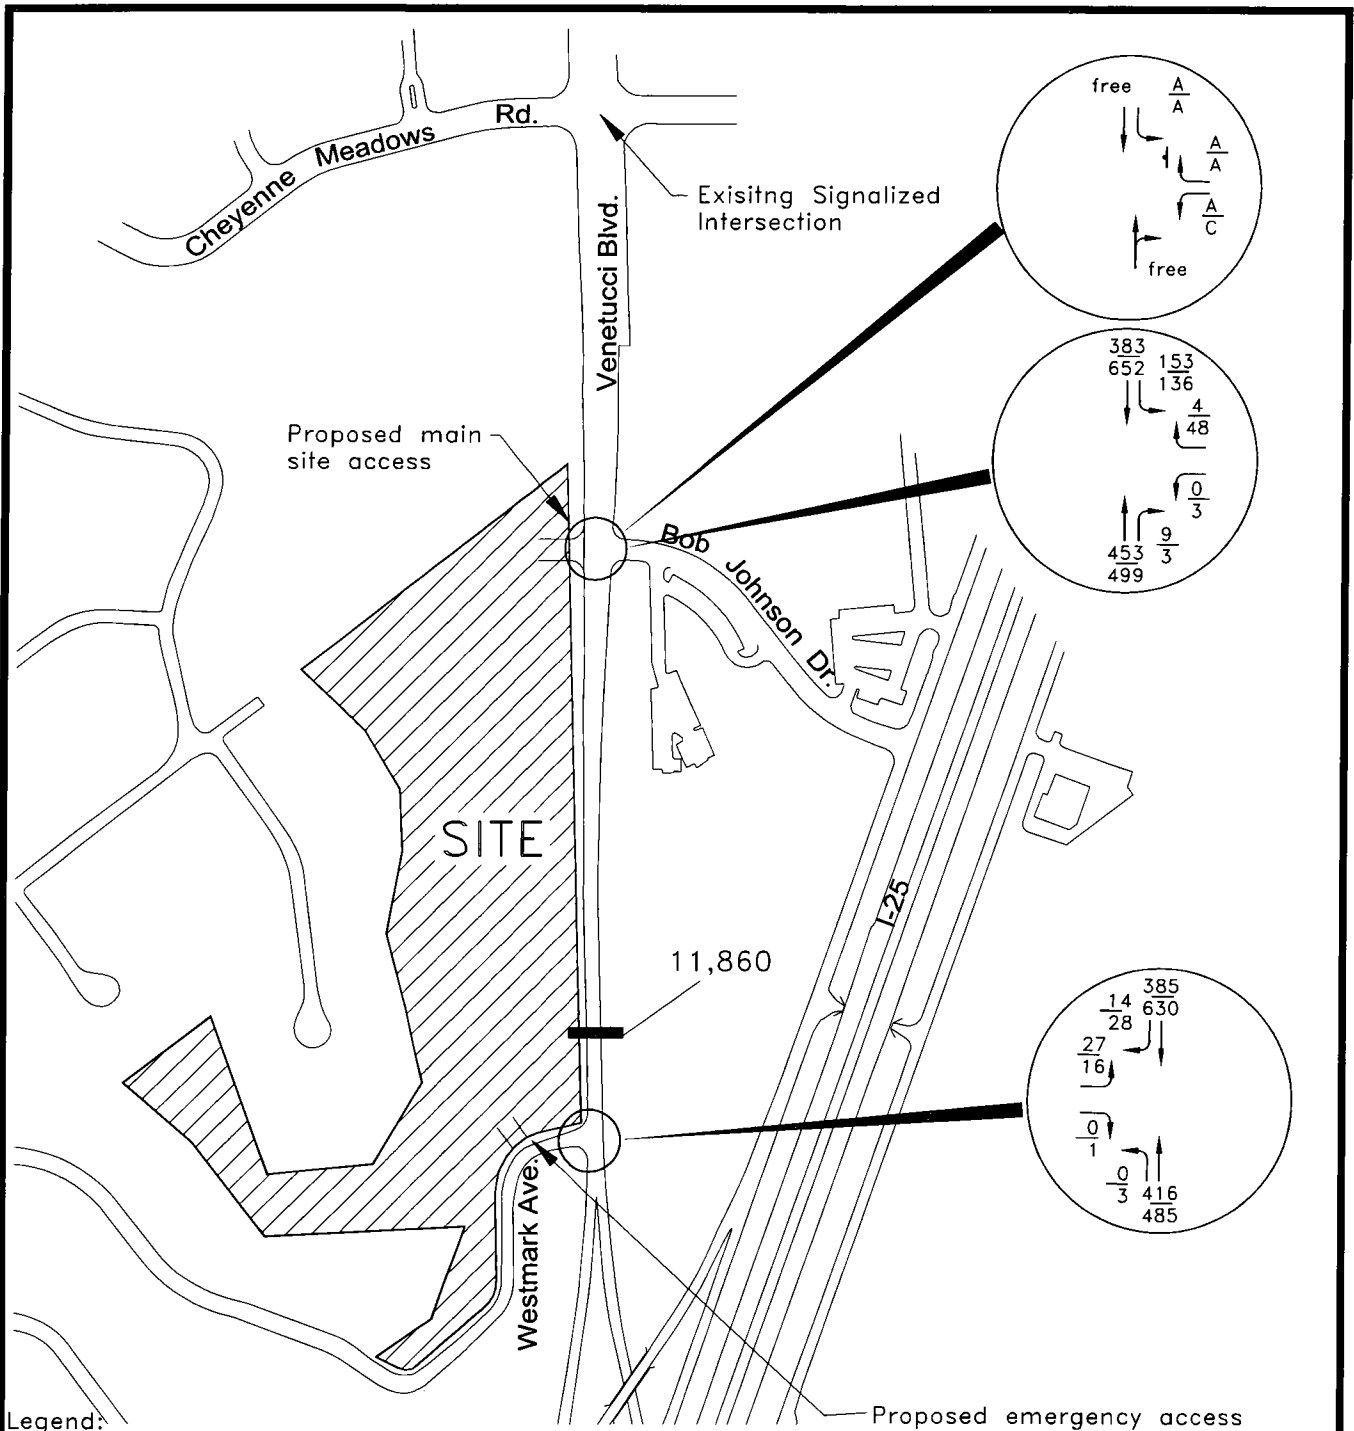 free
A
A
A
A
A
C
free
Cheyenne Meadows Rd.
Exisitng Signalized
Intersection
Venetucci Blvd.
383
652
153
136
4
48
0
3
9
3
453
499
Proposed main
site access
Bob Johnson Dr.
SITE
I-25
11,860
385
630
14
28
27
16
0
1
0
3
416
485
Westmark Ave.
Legend:
Proposed emergency access